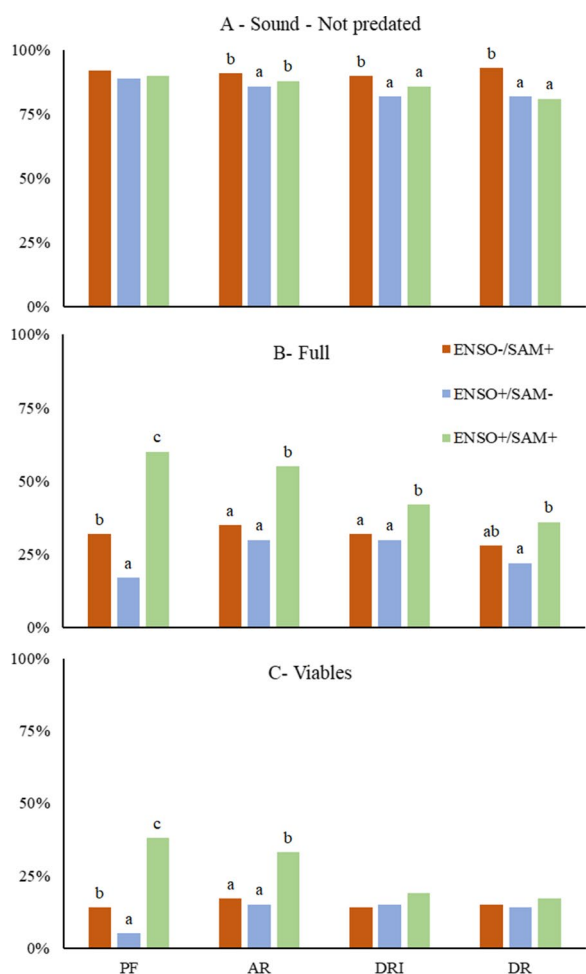 A - Sound - Not predated
100%
75%
50%
25%
0%
b a b
b a a
b a a
B- Full
100%
75%
50%
25%
0%
ENSO-/SAM+
ENSO+/SAM-
ENSO+/SAM+
b a c
a a b
a a b
ab a b
C- Viables
100%
75%
50%
25%
0%
b a c
a a b
PF AR DRI DR